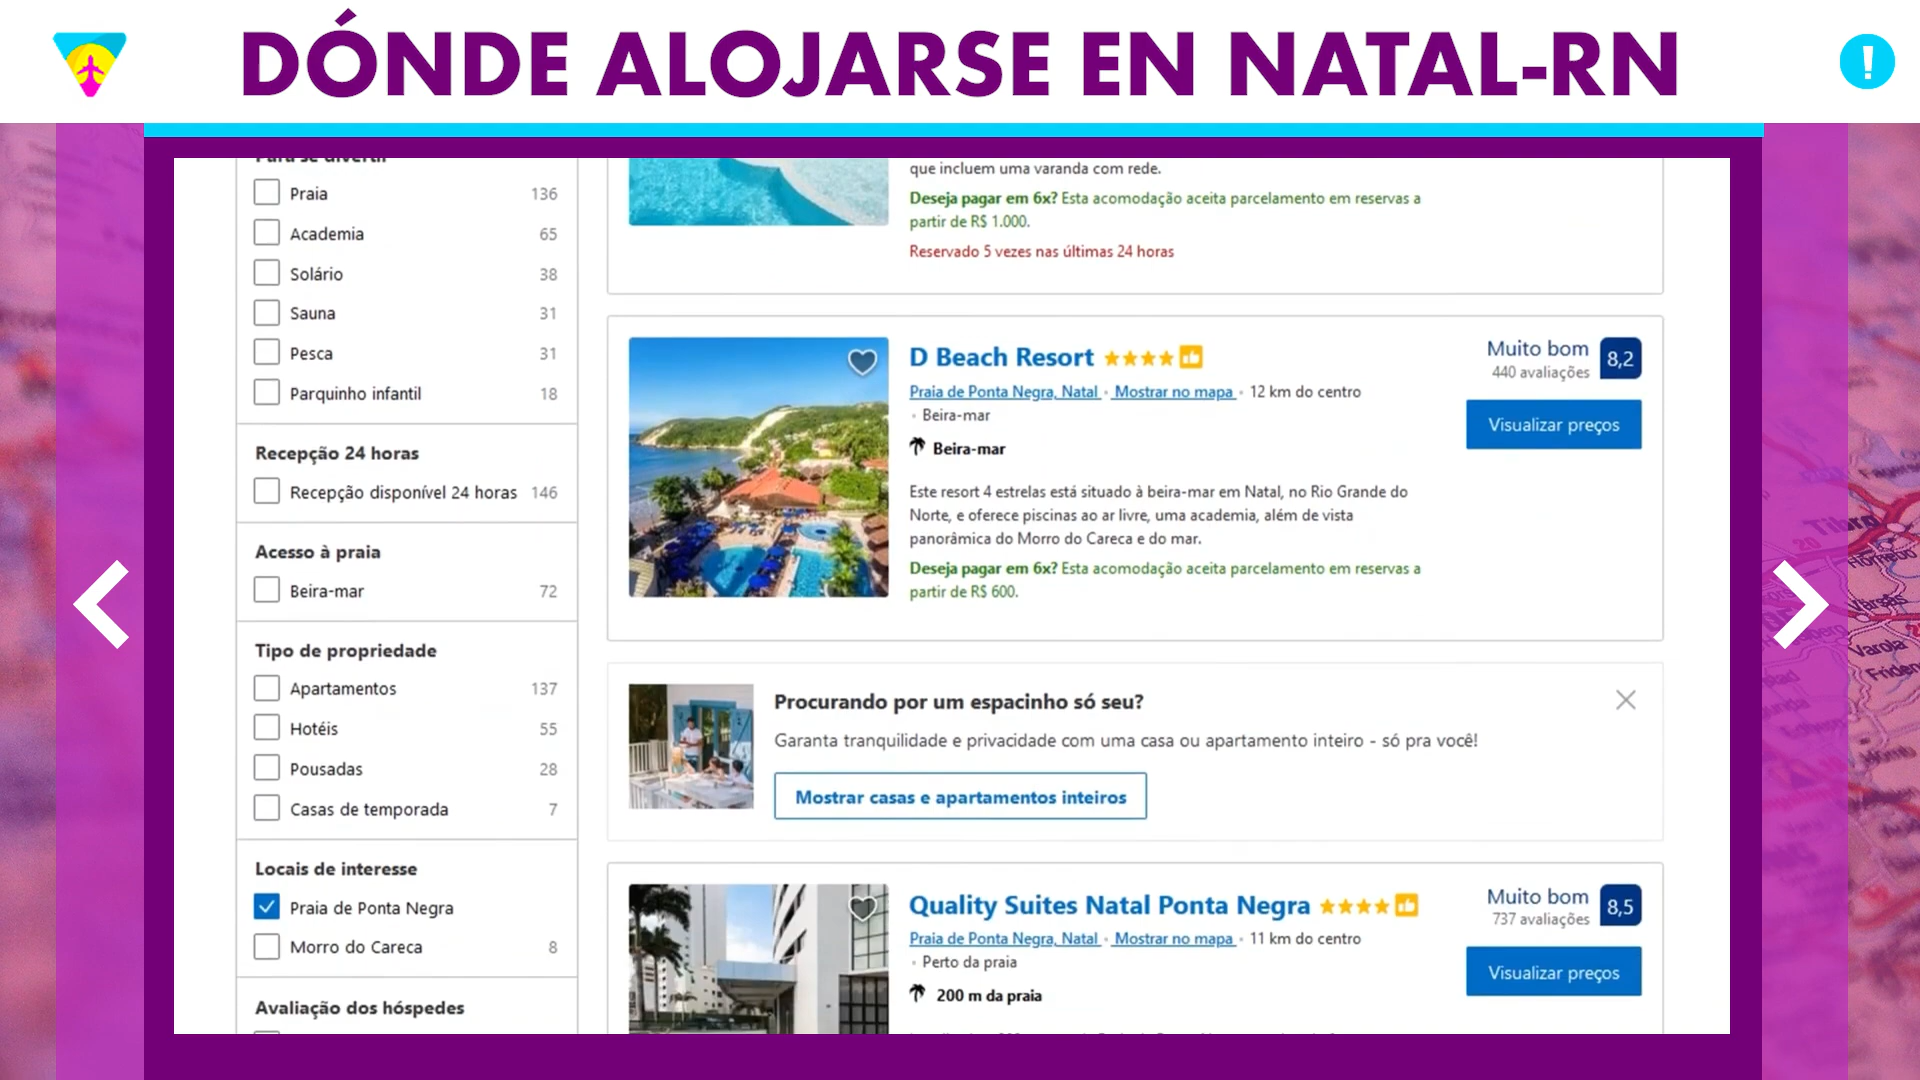 DÓNDE ALOJARSE EN NATAL-RN
!
Para se divertir
Praia 136
Academia 65
Solário 38
Sauna 31
Pesca 31
Parquinho infantil 18
Recepção 24 horas
Recepção disponível 24 horas 146
Acesso à praia
Beira-mar 72
Tipo de propriedade
Apartamentos 137
Hotéis 55
Pousadas 28
Casas de temporada 7
Locais de interesse
Praia de Ponta Negra
Morro do Careca 8
Avaliação dos hóspedes
que incluem uma varanda com rede.
Deseja pagar em 6x? Esta acomodação aceita parcelamento em reservas a
partir de R$ 1.000.
Reservado 5 vezes nas últimas 24 horas
D Beach Resort
Praia de Ponta Negra, Natal • Mostrar no mapa • 12 km do centro
• Beira-mar
Beira-mar
Este resort 4 estrelas está situado à beira-mar em Natal, no Rio Grande do
Norte, e oferece piscinas ao ar livre, uma academia, além de vista
panorâmica do Morro do Careca e do mar.
Deseja pagar em 6x? Esta acomodação aceita parcelamento em reservas a
partir de R$ 600.
Muito bom 8,2
440 avaliações
Visualizar preços
Procurando por um espacinho só seu?
Garanta tranquilidade e privacidade com uma casa ou apartamento inteiro - só pra você!
Mostrar casas e apartamentos inteiros
Quality Suites Natal Ponta Negra
Praia de Ponta Negra, Natal • Mostrar no mapa • 11 km do centro
• Perto da praia
200 m da praia
Muito bom 8,5
737 avaliações
Visualizar preços
Vargas
Varola